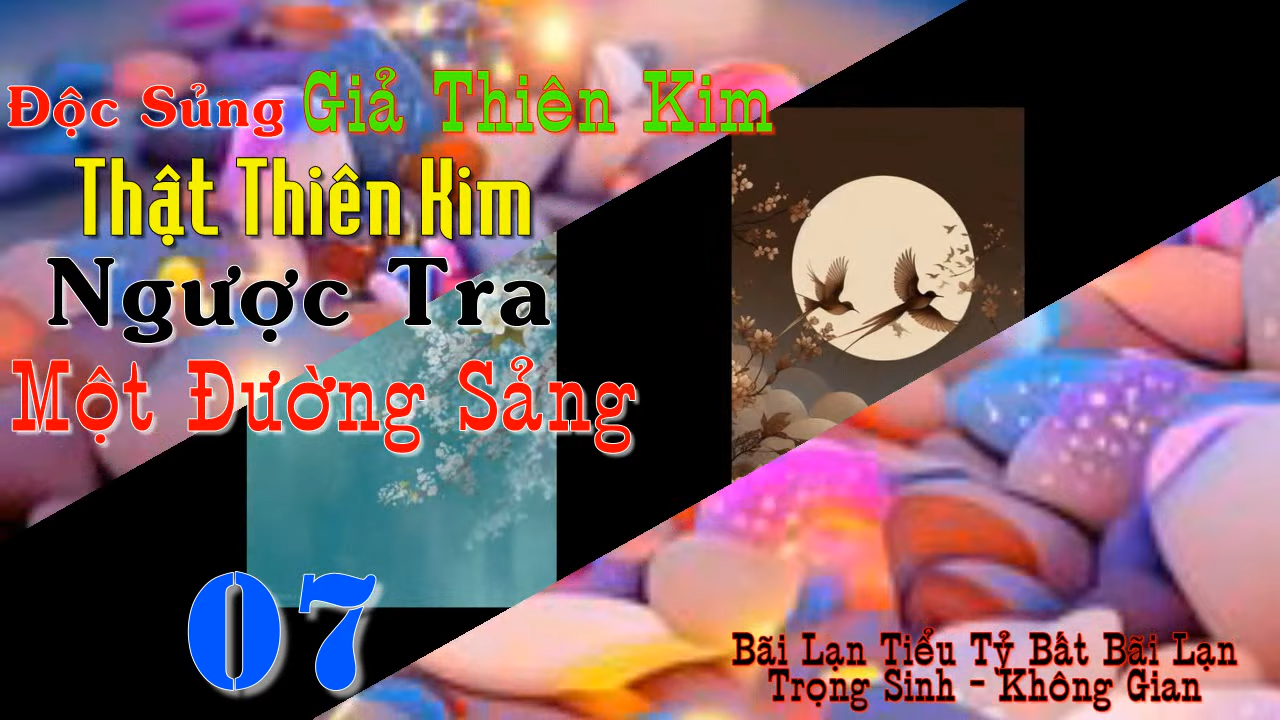 Độc Sủng Giả Thiên Kim
Thật Thiên Kim
Ngược Tra
Một Đường Sảng
07
Bãi Lạn Tiểu Tỷ Bất Bãi Lạn
Trọng Sinh - Không Gian